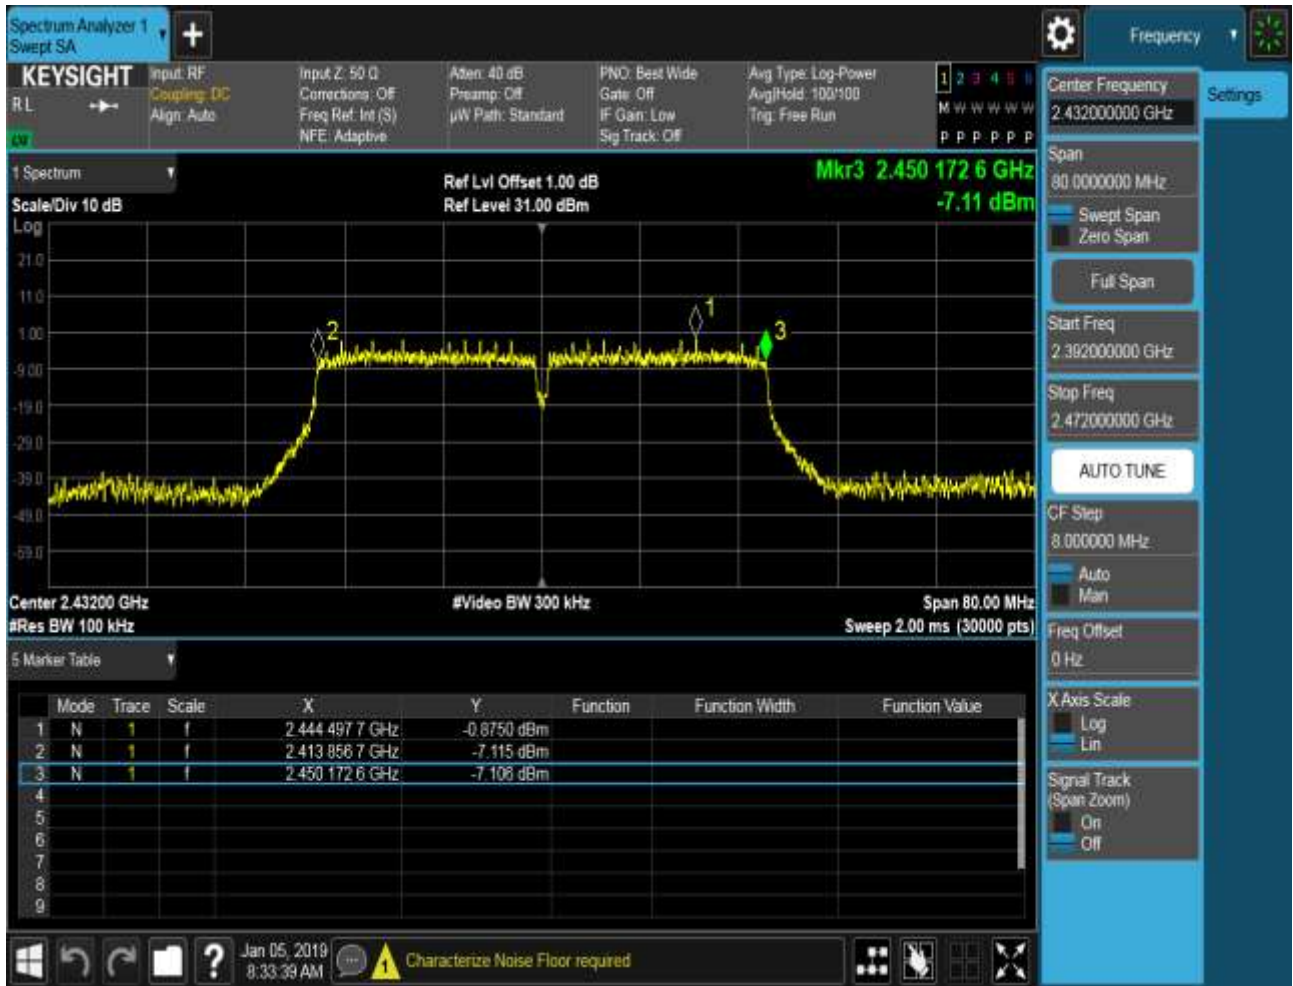 Spectrum Analyzer 1
Swept SA
Frequency
KEYSIGHT
R L
Input: RF
Coupling: DC
Align: Auto
Input Z: 50 Ω
Corrections: Off
Freq Ref: Int (S)
NFE: Adaptive
Atten: 40 dB
Preamp: Off
µW Path: Standard
PNO: Best Wide
Gate: Off
IF Gain: Low
Sig Track: Off
Avg Type: Log-Power
Avg|Hold: 100/100
Trig: Free Run
1 2 3 4 5 6
M W W W W W
P P P P P P
1 Spectrum
Scale/Div 10 dB
Ref Lvl Offset 1.00 dB
Ref Level 31.00 dBm
Mkr3 2.450 172 6 GHz
-7.11 dBm
Log
21.0
11.0
1.00
-9.00
-19.0
-29.0
-39.0
-49.0
-59.0
2
1
3
Center 2.43200 GHz
#Res BW 100 kHz
#Video BW 300 kHz
Span 80.00 MHz
Sweep 2.00 ms (30000 pts)
5 Marker Table
Mode Trace Scale X Y Function Function Width Function Value
1 N 1 f 2.444 497 7 GHz -0.8750 dBm
2 N 1 f 2.413 856 7 GHz -7.115 dBm
3 N 1 f 2.450 172 6 GHz -7.106 dBm
4
5
6
7
8
9
Jan 05, 2019
8:33:39 AM
1
Characterize Noise Floor required
Settings
Center Frequency
2.432000000 GHz
Span
80.0000000 MHz
Swept Span
Zero Span
Full Span
Start Freq
2.392000000 GHz
Stop Freq
2.472000000 GHz
AUTO TUNE
CF Step
8.000000 MHz
Auto
Man
Freq Offset
0 Hz
X Axis Scale
Log
Lin
Signal Track
(Span Zoom)
On
Off